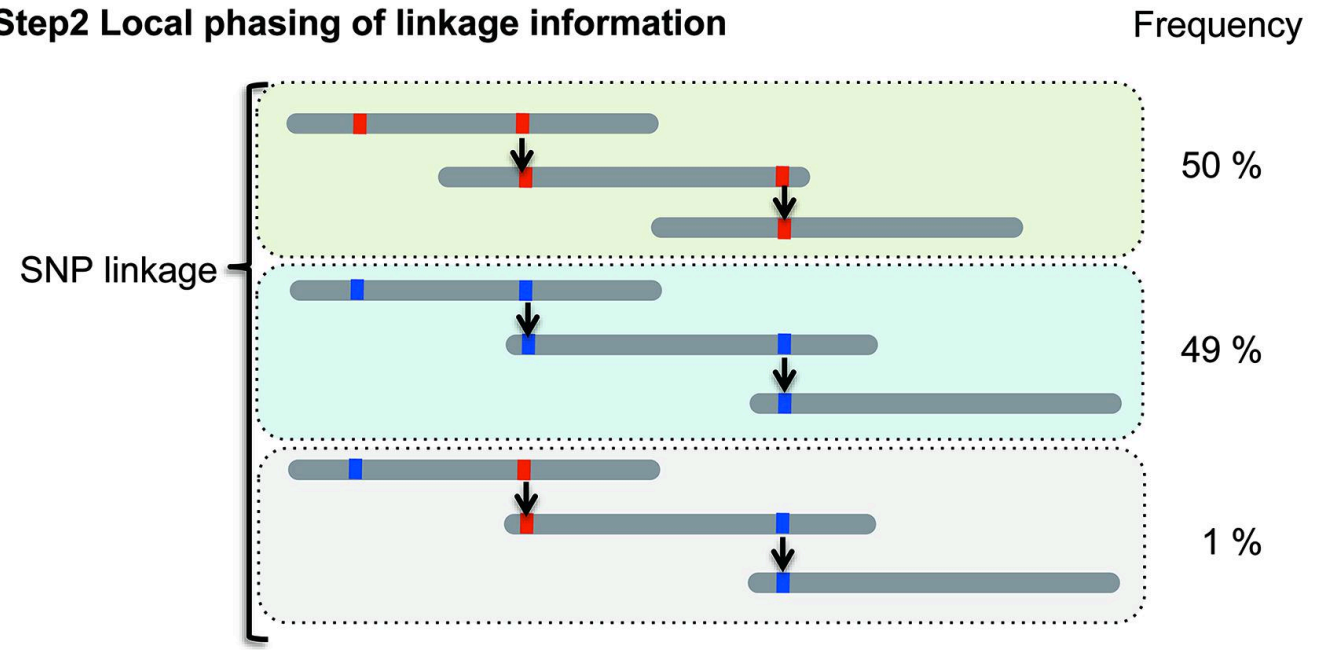 Step2 Local phasing of linkage information
Frequency
50 %
SNP linkage
49 %
1 %